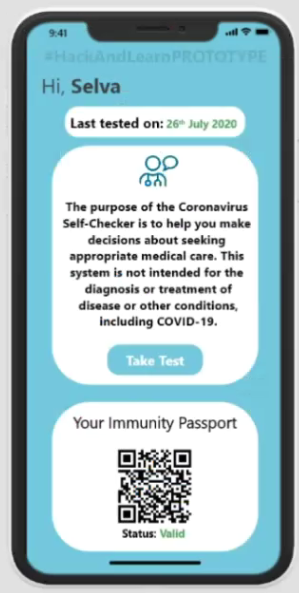 9:41
#HackAndLearnPROTOTYPE
Hi, Selva
Last tested on: 26th July 2020
The purpose of the Coronavirus
Self-Checker is to help you make
decisions about seeking
appropriate medical care. This
system is not intended for the
diagnosis or treatment of
disease or other conditions,
including COVID-19.
Take Test
Your Immunity Passport
Status: Valid